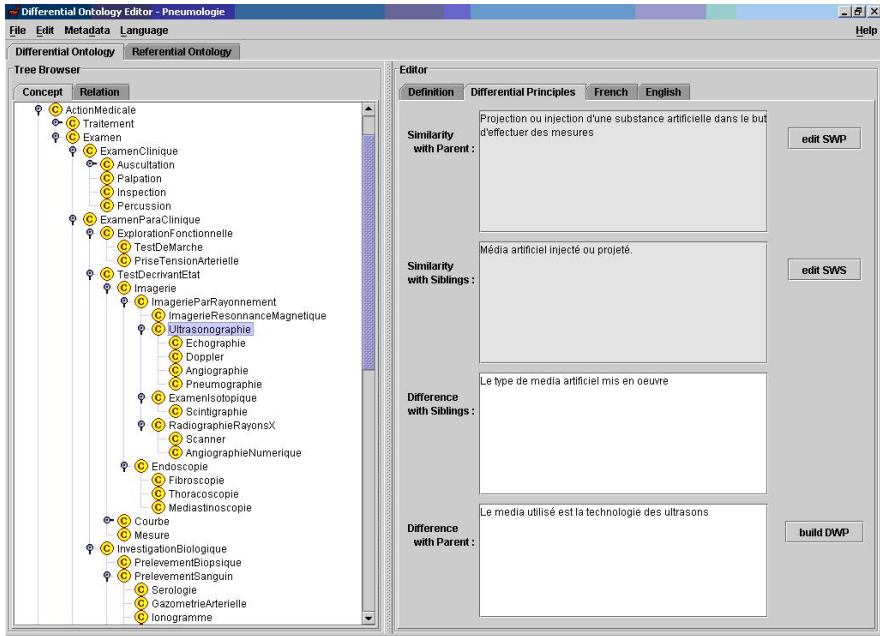 Differential Ontology Editor - Pneumologie
File Edit Metadata Language Help
Differential Ontology Referential Ontology
Tree Browser
Concept Relation
ActionMedicale
Traitement
Examen
ExamenClinique
Auscultation
Palpation
Inspection
Percussion
ExamenParaClinique
ExplorationFonctionnelle
TestDeMarche
PriseTensionArterielle
TestDecrivantEtat
Imagerie
ImagerieParRayonnement
ImagerieResonnanceMagnetique
Ultrasonographie
Echographie
Doppler
Angiographie
Pneumographie
ExamenIsotopique
Scintigraphie
RadiographieRayonsX
Scanner
AngiographieNumerique
Endoscopie
Fibroscopie
Thoracoscopie
Mediastinoscopie
Courbe
Mesure
InvestigationBiologique
PrelevementBiopsique
PrelevementSanguin
Serologie
GazometrieArterielle
Ionogramme
Editor
Definition Differential Principles French English
Similarity
with Parent :
Projection ou injection d'une substance artificielle dans le but
d'effectuer des mesures
edit SWP
Similarity
with Siblings :
Média artificiel injecté ou projeté.
edit SWS
Difference
with Siblings :
Le type de media artificiel mis en oeuvre
Difference
with Parent :
Le media utilisé est la technologie des ultrasons
build DWP